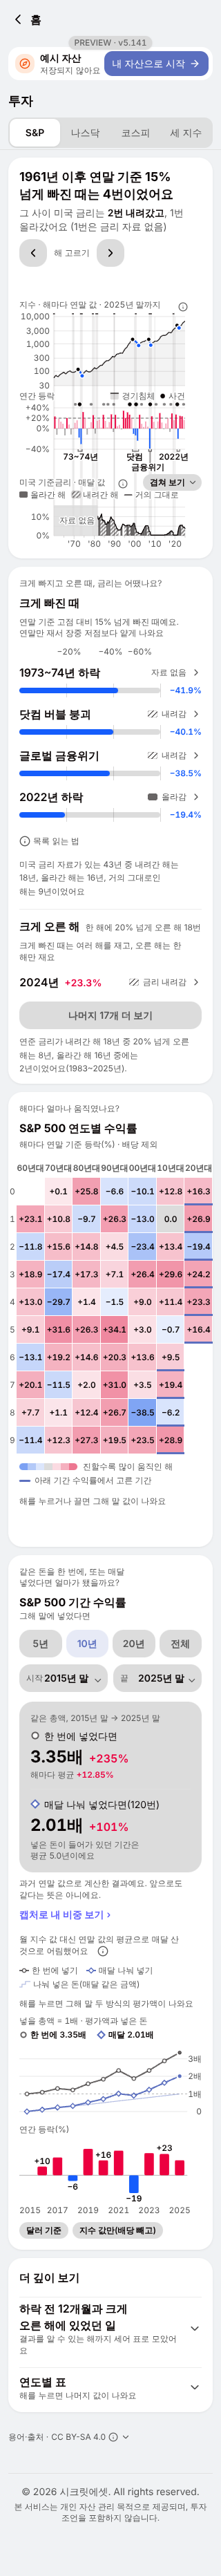 홈
PREVIEW · v5.141
예시 자산
저장되지 않아요
내 자산으로 시작 →
투자
S&P 나스닥 코스피 세 지수
1961년 이후 연말 기준 15%
넘게 빠진 때는 4번이었어요
그 사이 미국 금리는 2번 내려갔고, 1번
올라갔어요 (1번은 금리 자료 없음)
해 고르기
지수 · 해마다 연말 값 · 2025년 말까지
10,000
3,000
1,000
300
100
30
연간 등락 경기침체 사건
+40%
+20%
0%
−40%
73~74년 닷컴 2022년
금융위기
미국 기준금리 · 매달 값 겹쳐 보기
올라간 해 내려간 해 거의 그대로
10%
자료 없음
0%
'70 '80 '90 '00 '10 '20
크게 빠지고 오른 때, 금리는 어땠나요?
크게 빠진 때
연말 기준 고점 대비 15% 넘게 빠진 때예요.
연말만 재서 장중 저점보다 얕게 나와요
−20% −40% −60%
1973~74년 하락 자료 없음
−41.9%
닷컴 버블 붕괴 내려감
−40.1%
글로벌 금융위기 내려감
−38.5%
2022년 하락 올라감
−19.4%
목록 읽는 법
미국 금리 자료가 있는 43년 중 내려간 해는
18년, 올라간 해는 16년, 거의 그대로인
해는 9년이었어요
크게 오른 해 한 해에 20% 넘게 오른 해 18번
크게 빠진 때는 여러 해를 재고, 오른 해는 한
해만 재요
2024년 +23.3% 금리 내려감
나머지 17개 더 보기
연준 금리가 내려간 해 18년 중 20% 넘게 오른
해는 8년, 올라간 해 16년 중에는
2년이었어요(1983~2025년).
해마다 얼마나 움직였나요?
S&P 500 연도별 수익률
해마다 연말 기준 등락(%) · 배당 제외
60년대 70년대 80년대 90년대 00년대 10년대 20년대
0 +0.1 +25.8 −6.6 −10.1 +12.8 +16.3
1 +23.1 +10.8 −9.7 +26.3 −13.0 0.0 +26.9
2 −11.8 +15.6 +14.8 +4.5 −23.4 +13.4 −19.4
3 +18.9 −17.4 +17.3 +7.1 +26.4 +29.6 +24.2
4 +13.0 −29.7 +1.4 −1.5 +9.0 +11.4 +23.3
5 +9.1 +31.6 +26.3 +34.1 +3.0 −0.7 +16.4
6 −13.1 +19.2 +14.6 +20.3 +13.6 +9.5
7 +20.1 −11.5 +2.0 +31.0 +3.5 +19.4
8 +7.7 +1.1 +12.4 +26.7 −38.5 −6.2
9 −11.4 +12.3 +27.3 +19.5 +23.5 +28.9
진할수록 많이 움직인 해
아래 기간 수익률에서 고른 기간
해를 누르거나 끌면 그해 말 값이 나와요
같은 돈을 한 번에, 또는 매달
넣었다면 얼마가 됐을까요?
S&P 500 기간 수익률
그해 말에 넣었다면
5년 10년 20년 전체
시작 2015년 말 끝 2025년 말
같은 총액, 2015년 말 → 2025년 말
한 번에 넣었다면
3.35배 +235%
해마다 평균 +12.85%
매달 나눠 넣었다면(120번)
2.01배 +101%
넣은 돈이 들어가 있던 기간은
평균 5.0년이에요
과거 연말 값으로 계산한 결과예요. 앞으로도
같다는 뜻은 아니에요.
캡처로 내 비중 보기 ›
월 지수 값 대신 연말 값의 평균으로 매달 산
것으로 어림했어요
한 번에 넣기 매달 나눠 넣기
나눠 넣은 돈(매달 같은 금액)
해를 누르면 그해 말 두 방식의 평가액이 나와요
넣을 총액 = 1배 · 평가액과 넣은 돈
한 번에 3.35배 매달 2.01배
3배
2배
1배
0
연간 등락(%)
+10 +16 +23
−6
−19
2015 2017 2019 2021 2023 2025
달러 기준 지수 값만(배당 빼고)
더 깊이 보기
하락 전 12개월과 크게
오른 해에 있었던 일
결과를 알 수 있는 해까지 세어 표로 모았어
요
연도별 표
해를 누르면 나머지 값이 나와요
용어·출처 · CC BY-SA 4.0
© 2026 시크릿에셋. All rights reserved.
본 서비스는 개인 자산 관리 목적으로 제공되며, 투자
조언을 포함하지 않습니다.